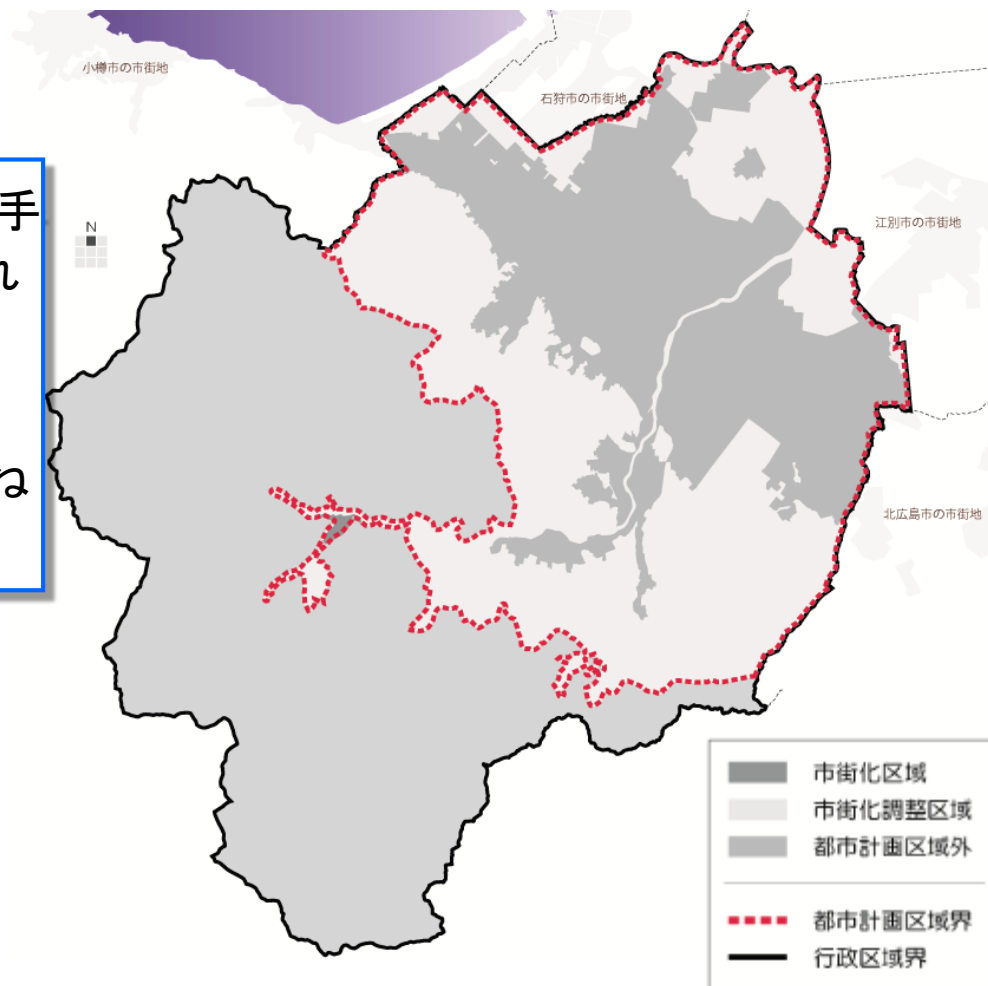 小樽市の市街地
石狩市の市街地
手
れ
ね
N
江別市の市街地
北広島市の市街地
市街化区域
市街化調整区域
都市計画区域外
都市計画区域界
行政区域界